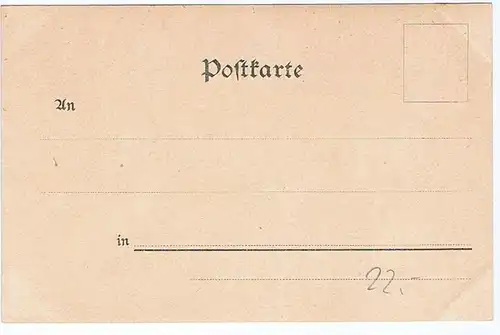 Poſtkarte
An
in
22.-